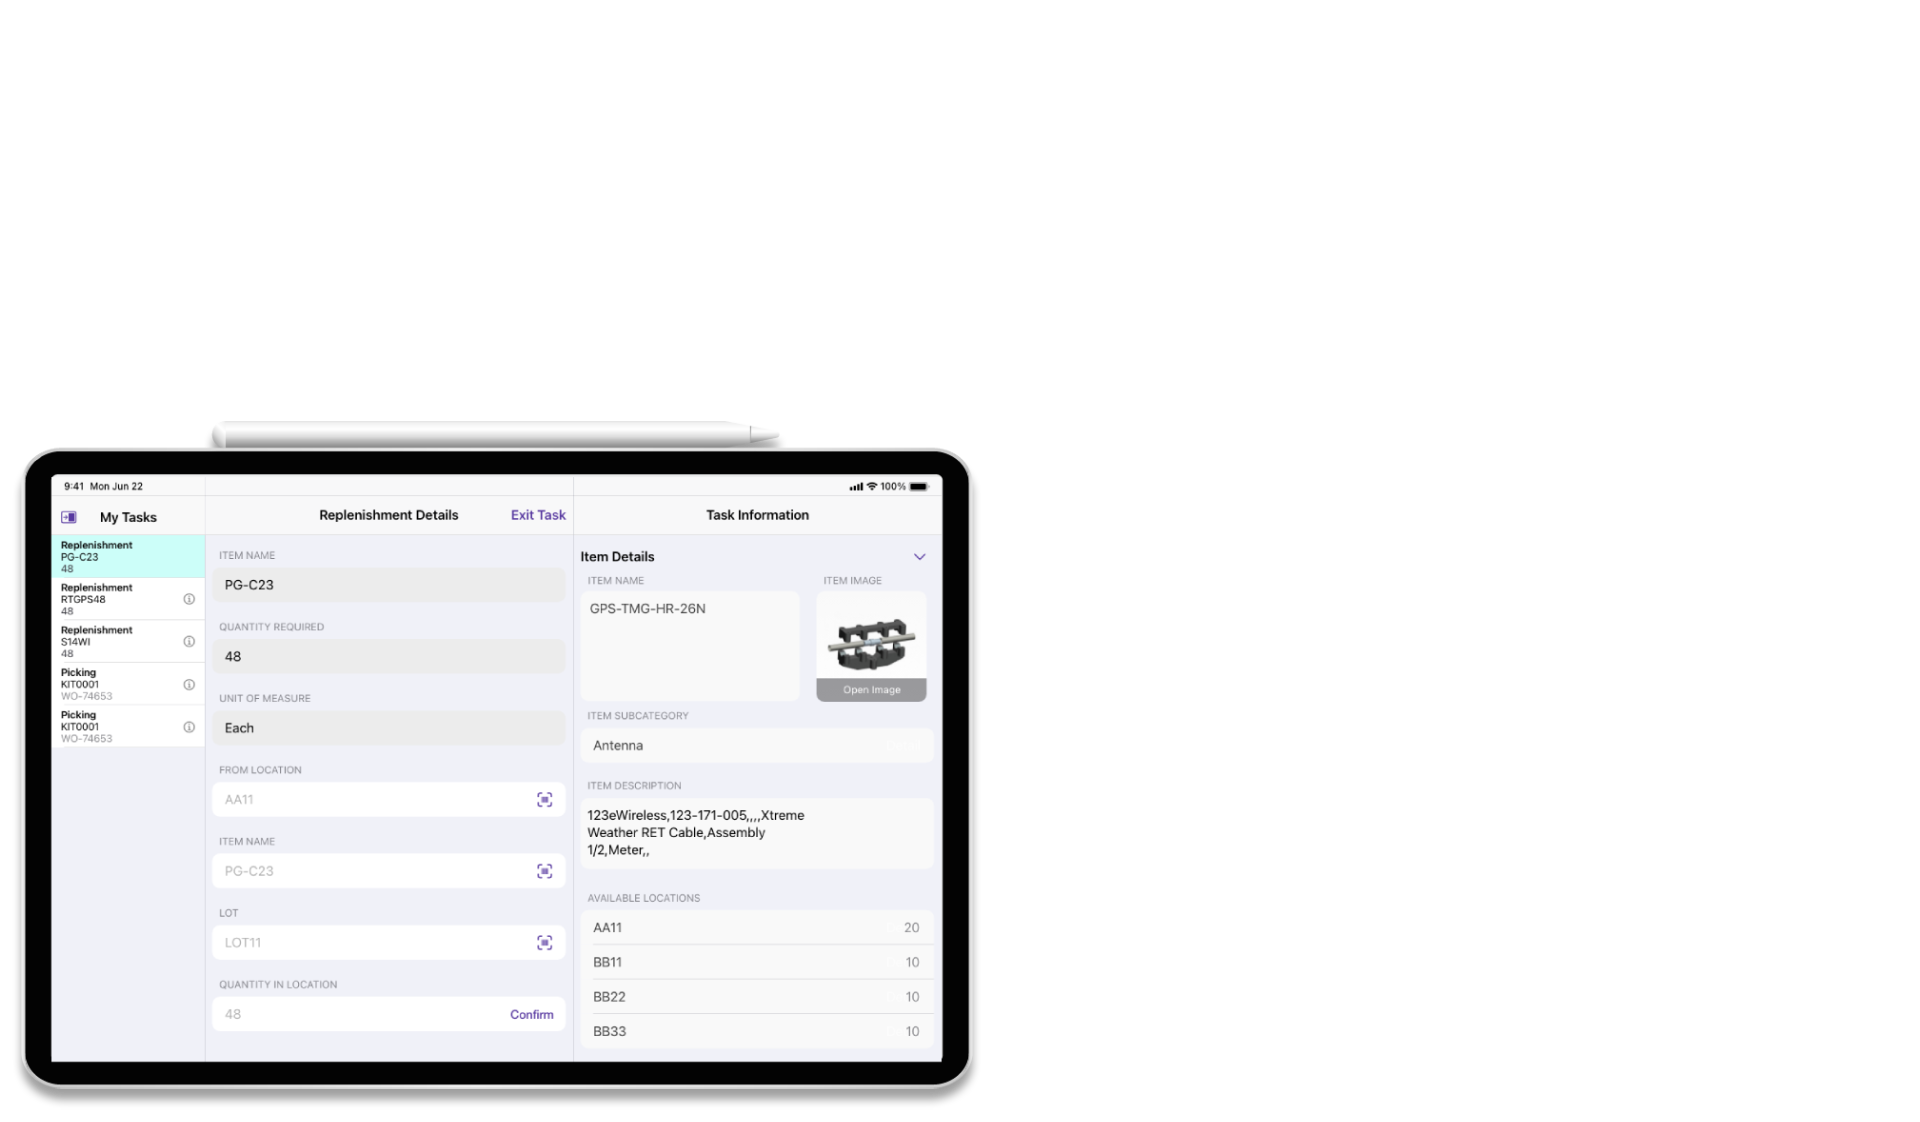 9:41 Mon Jun 22
100%
My Tasks
Replenishment
PG-C23
48
Replenishment
RTGPS48
48
Replenishment
S14WI
48
Picking
KIT0001
WO-74653
Picking
KIT0001
WO-74653
Replenishment Details
Exit Task
ITEM NAME
PG-C23
QUANTITY REQUIRED
48
UNIT OF MEASURE
Each
FROM LOCATION
AA11
ITEM NAME
PG-C23
LOT
LOT11
QUANTITY IN LOCATION
48
Confirm
Task Information
Item Details
ITEM NAME
GPS-TMG-HR-26N
ITEM IMAGE
Open Image
ITEM SUBCATEGORY
Antenna
ITEM DESCRIPTION
123eWireless,123-171-005,,,,Xtreme
Weather RET Cable,Assembly
1/2,Meter,,
AVAILABLE LOCATIONS
AA11 20
BB11 10
BB22 10
BB33 10